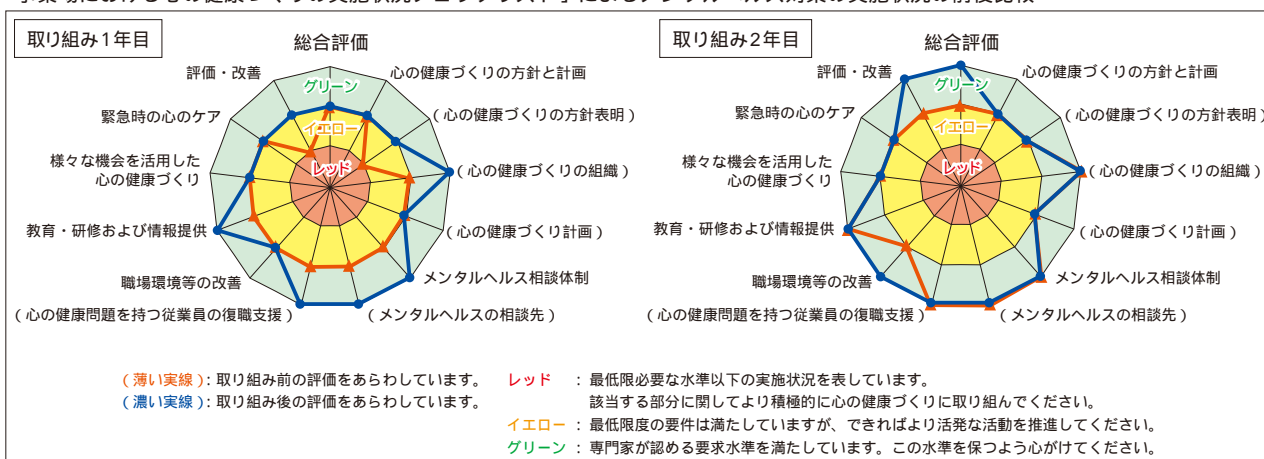 取り組み1年目
総合評価
グリーン
イエロー
レッド
心の健康づくりの方針と計画
(心の健康づくりの方針表明)
(心の健康づくりの組織)
(心の健康づくり計画)
メンタルヘルス相談体制
(メンタルヘルスの相談先)
(心の健康問題を持つ従業員の復職支援)
職場環境等の改善
教育・研修および情報提供
様々な機会を活用した
心の健康づくり
緊急時の心のケア
評価・改善
取り組み2年目
総合評価
グリーン
イエロー
レッド
心の健康づくりの方針と計画
(心の健康づくりの方針表明)
(心の健康づくりの組織)
(心の健康づくり計画)
メンタルヘルス相談体制
(メンタルヘルスの相談先)
(心の健康問題を持つ従業員の復職支援)
職場環境等の改善
教育・研修および情報提供
様々な機会を活用した
心の健康づくり
緊急時の心のケア
評価・改善
(薄い実線):取り組み前の評価をあらわしています。
(濃い実線):取り組み後の評価をあらわしています。
レッド :最低限必要な水準以下の実施状況を表しています。
該当する部分に関してより積極的に心の健康づくりに取り組んでください。
イエロー:最低限度の要件は満たしていますが、できればより活発な活動を推進してください。
グリーン:専門家が認める要求水準を満たしています。この水準を保つよう心がけてください。